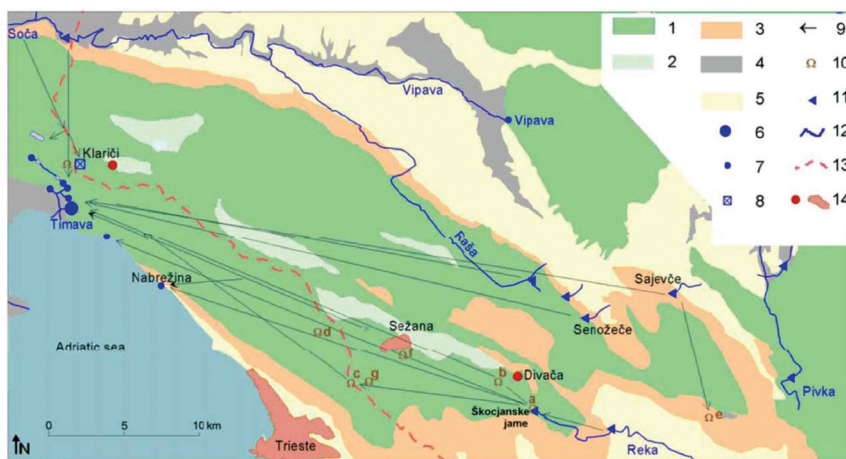 Soča
Vipava
Vipava
Klariči
Timava
Raša
Nabrežina
Sajevče
Senožeče
Sežana
Adriatic sea
d
f
c
g
b
Divača
a
e
Škocjanske
jame
Pivka
Reka
Trieste
N
0 5 10 km
1
2
3
4
5
6
7
8
9
10
11
12
13
14